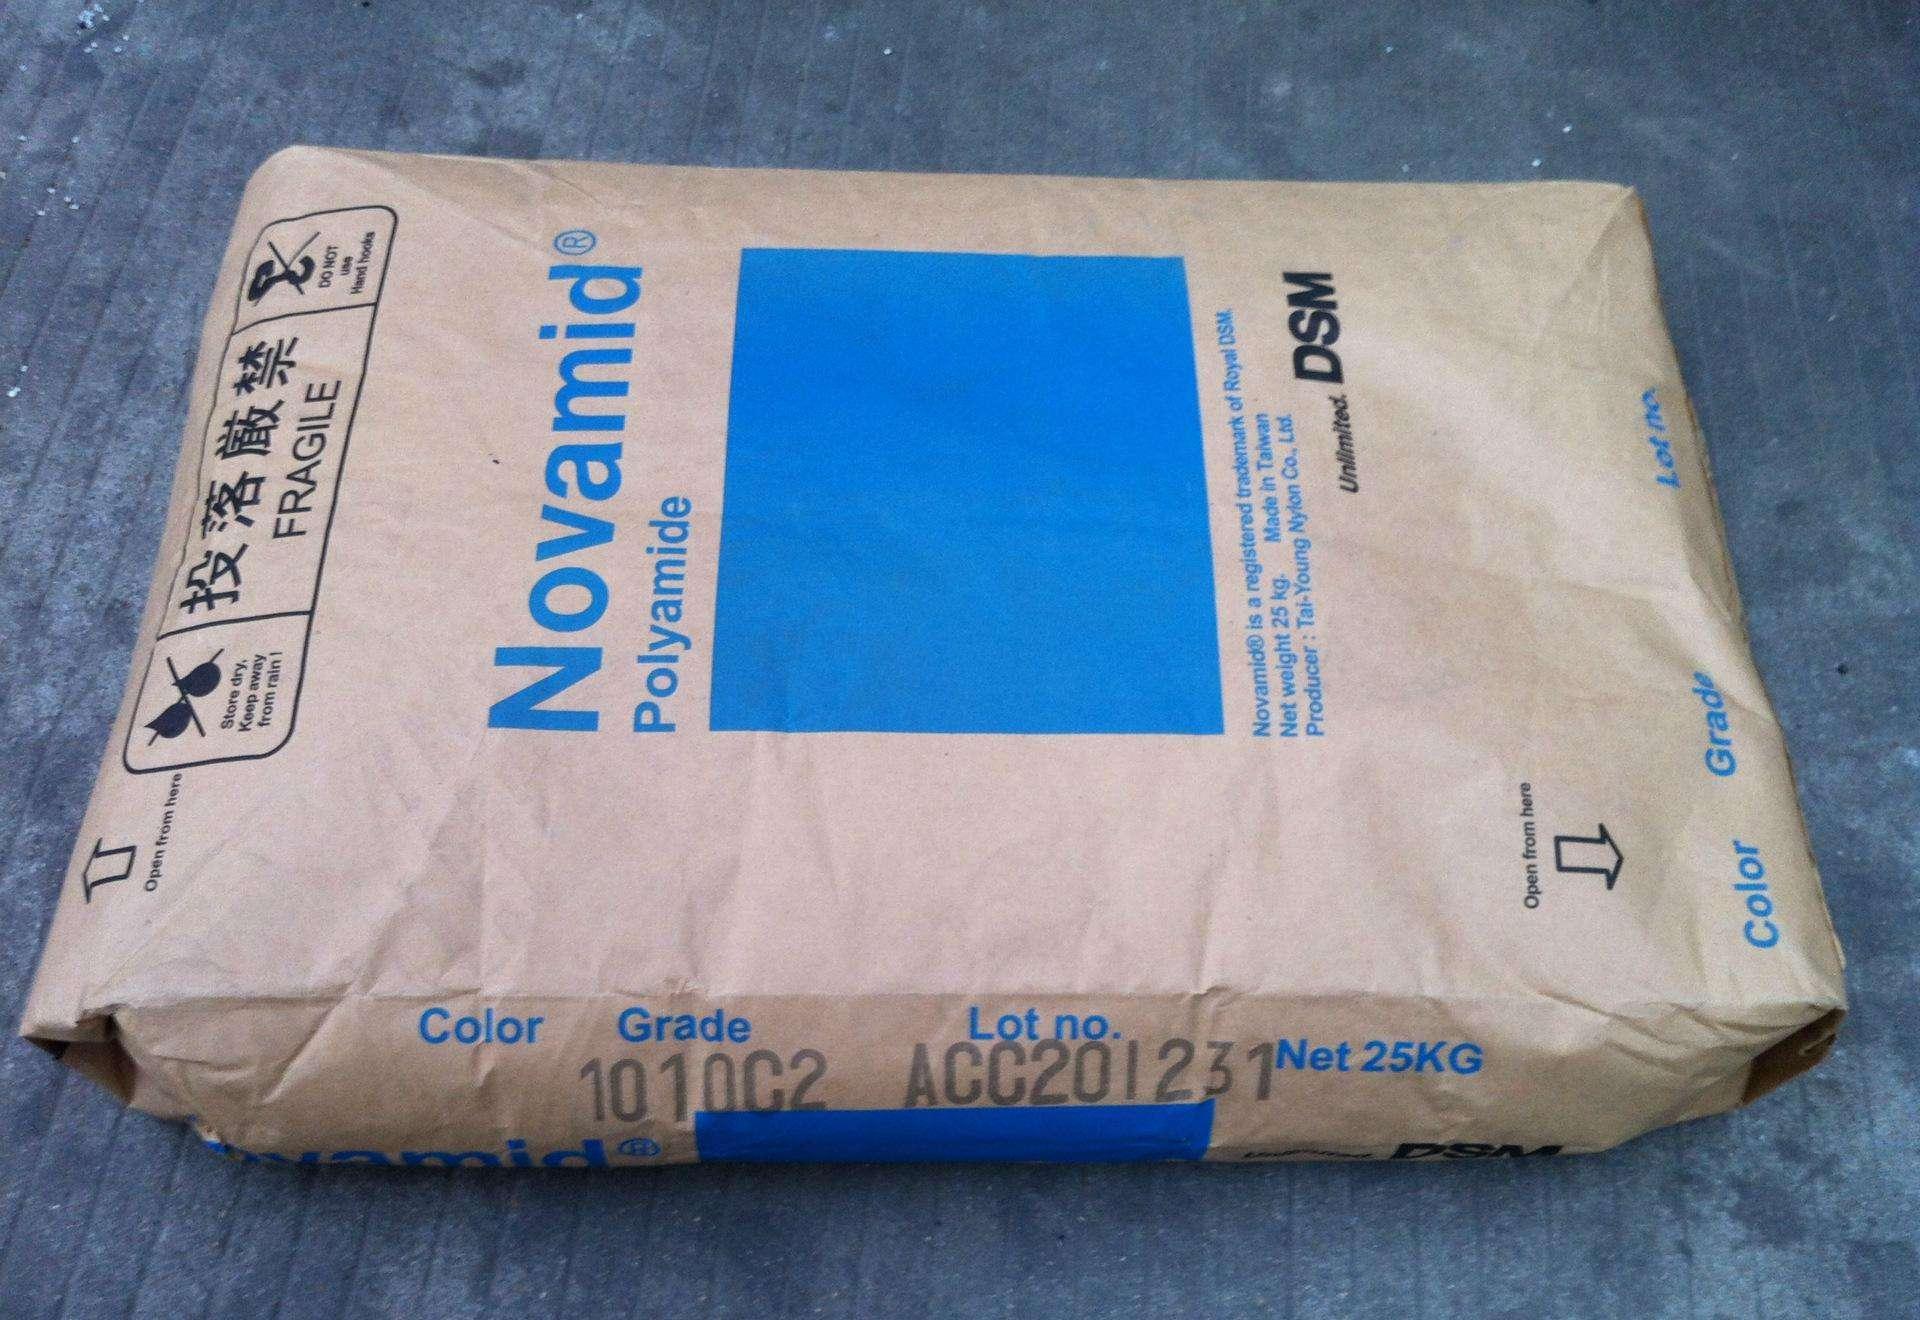 DO NOT
use
Hand hooks
投落厳禁
FRAGILE
Store dry,
Keep away
from rain!
Open from here
Novamid®
Polyamide
Novamid® is a registered trademark of Royal DSM.
Net weight 25 kg. Made in Taiwan
Producer : Tai-Young Nylon Co., Ltd.
Unlimited. DSM
Open from here
Color Grade Lot no.
Color Grade Lot no.
1010C2 ACC201231 Net 25KG
vamid®
Unlimited. DSM